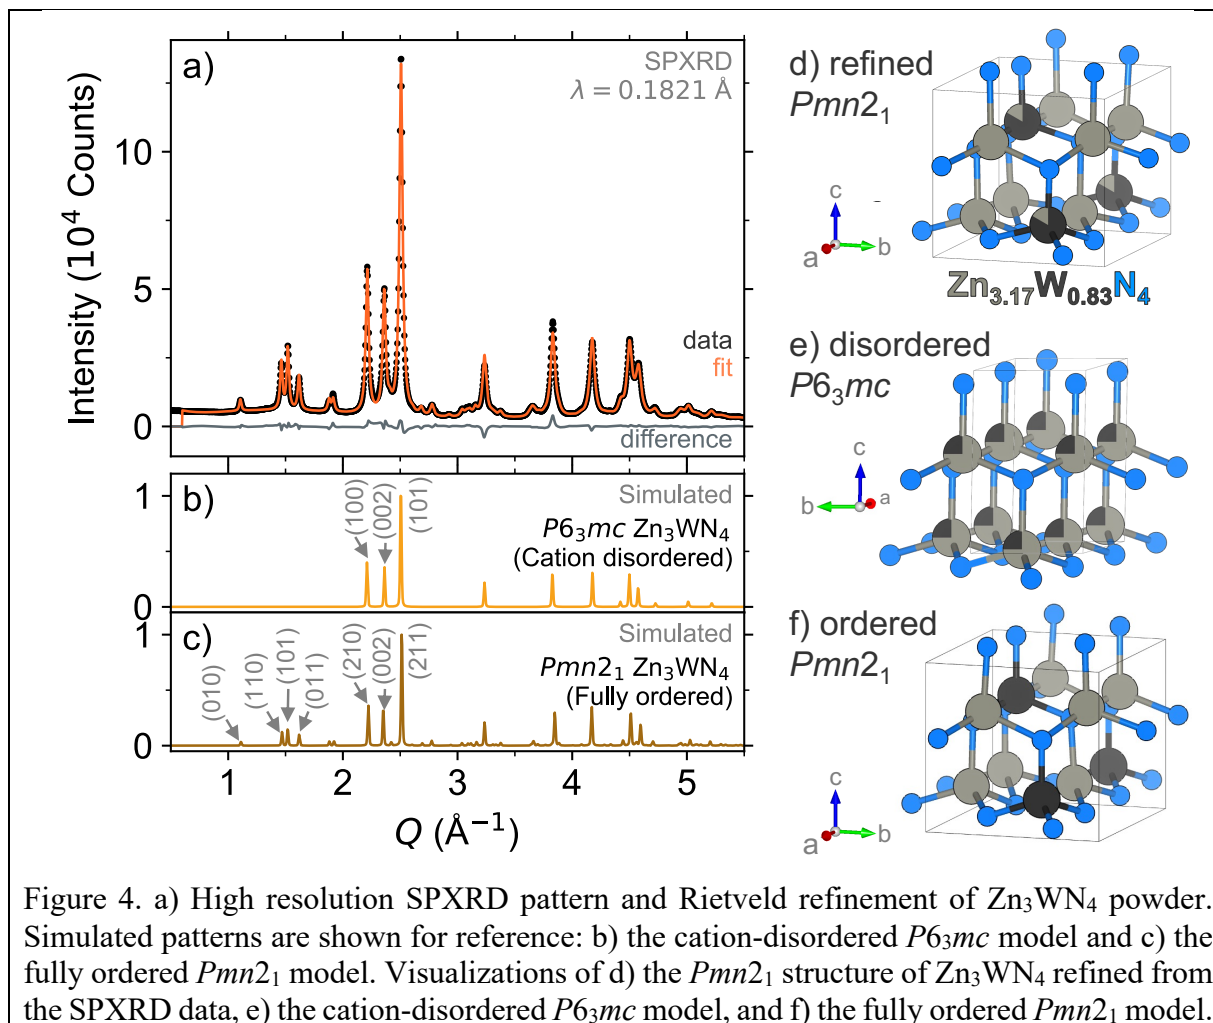 a)
SPXRD
λ = 0.1821 Å
Intensity (10⁴ Counts)
10
5
0
data
fit
difference
b)
Simulated
P6₃mc Zn₃WN₄
(Cation disordered)
(100)
(002)
(101)
1
0
c)
Simulated
Pmn2₁ Zn₃WN₄
(Fully ordered)
(010)
(110)
(101)
(011)
(210)
(002)
(211)
1
0
1 2 3 4 5
Q (Å⁻¹)
d) refined
Pmn2₁
c
a
b
Zn₃.₁₇W₀.₈₃N₄
e) disordered
P6₃mc
c
b
a
f) ordered
Pmn2₁
c
a
b
Figure 4. a) High resolution SPXRD pattern and Rietveld refinement of Zn₃WN₄ powder.
Simulated patterns are shown for reference: b) the cation-disordered P6₃mc model and c) the
fully ordered Pmn2₁ model. Visualizations of d) the Pmn2₁ structure of Zn₃WN₄ refined from
the SPXRD data, e) the cation-disordered P6₃mc model, and f) the fully ordered Pmn2₁ model.